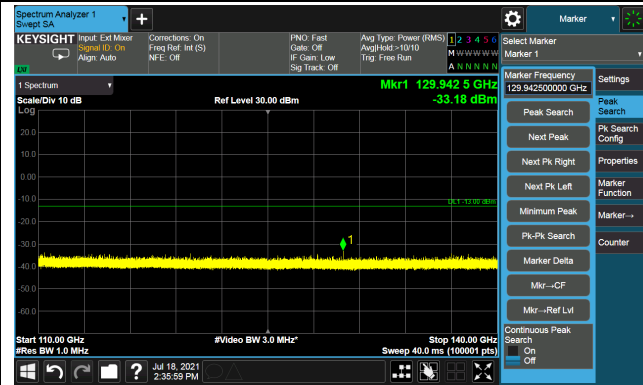 Spectrum Analyzer 1
Swept SA
Marker
KEYSIGHT
Input: Ext Mixer
Signal ID: On
Align: Auto
Corrections: On
Freq Ref: Int (S)
NFE: Off
PNO: Fast
Gate: Off
IF Gain: Low
Sig Track: Off
Avg Type: Power (RMS)
Avg|Hold:>10/10
Trig: Free Run
1 2 3 4 5 6
M W W W W W
A N N N N N
LXI
Select Marker
Marker 1
1 Spectrum
Mkr1 129.942 5 GHz
-33.18 dBm
Scale/Div 10 dB
Ref Level 30.00 dBm
Log
20.0
10.0
0.00
-10.0
-20.0
-30.0
-40.0
-50.0
-60.0
DL1 -13.00 dBm
1
Start 110.00 GHz
#Video BW 3.0 MHz*
Stop 140.00 GHz
#Res BW 1.0 MHz
Sweep 40.0 ms (100001 pts)
Marker Frequency
129.942500000 GHz
Peak Search
Next Peak
Next Pk Right
Next Pk Left
Minimum Peak
Pk-Pk Search
Marker Delta
Mkr→CF
Mkr→Ref Lvl
Continuous Peak
Search
On
Off
Settings
Peak
Search
Pk Search
Config
Properties
Marker
Function
Marker→
Counter
Jul 18, 2021
2:35:59 PM